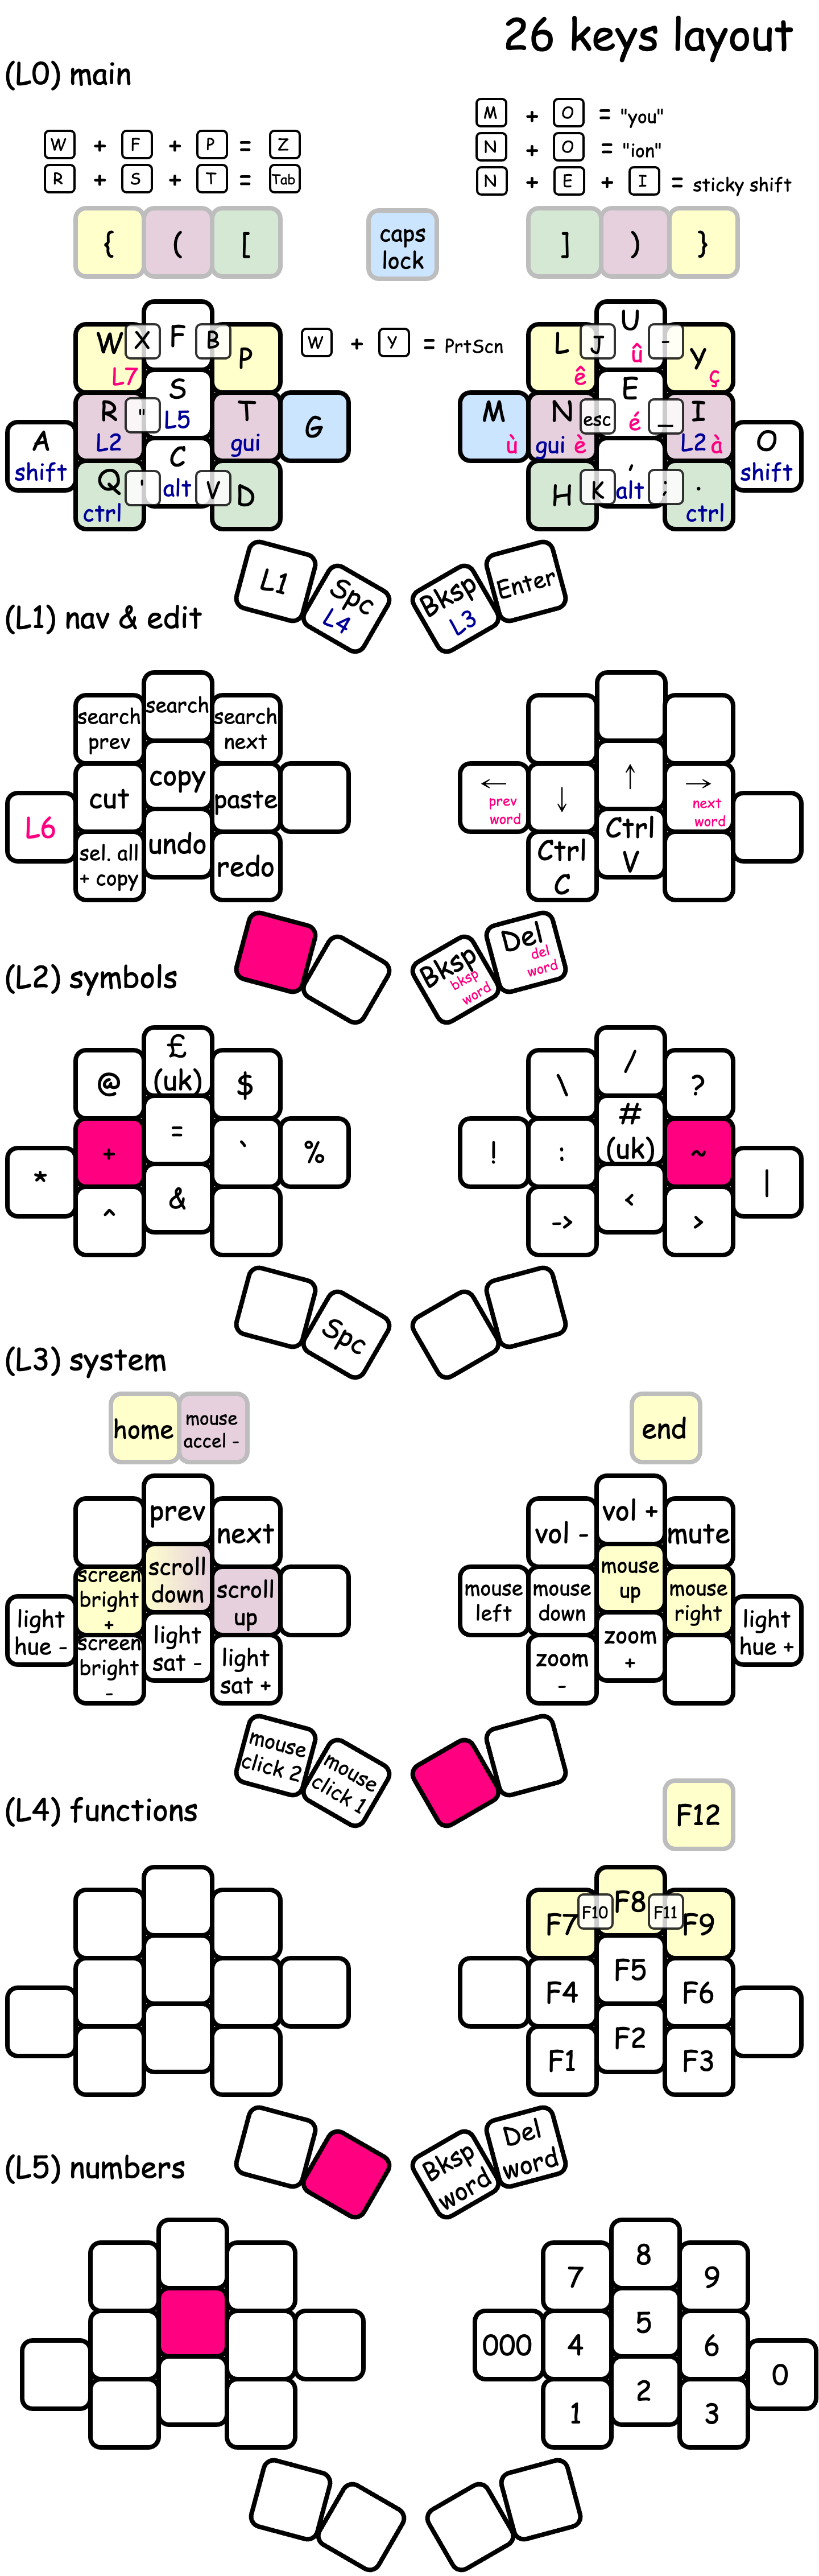 26 keys layout
(L0) main
M + O = "you"
W + F + P = Z
N + O = "ion"
R + S + T = Tab
N + E + I = sticky shift
{ ( [
caps
lock
] ) }
W X F B P
L7
W + Y = PrtScn
L J U - Y
ê û ç
A
shift
R " S T G
L2 L5 gui
M N esc E _ I
ù gui è é L2 à
O
shift
Q ' C V D
ctrl alt
H K , ; .
alt ctrl
L1
Spc
L4
Bksp
L3
Enter
(L1) nav & edit
search
prev
search
search
next
L6
cut
copy
paste
sel. all
+ copy
undo
redo
←
prev
word
↓
↑
→
next
word
Ctrl
C
Ctrl
V
Bksp
bksp
word
Del
del
word
(L2) symbols
@
£
(uk)
$
\
/
?
*
+
=
`
%
!
:
#
(uk)
~
|
^
&
->
<
>
Spc
(L3) system
home
mouse
accel -
end
prev
next
vol -
vol +
mute
light
hue -
screen
bright
+
scroll
down
scroll
up
mouse
left
mouse
down
mouse
up
mouse
right
light
hue +
screen
bright
-
light
sat -
light
sat +
zoom
-
zoom
+
mouse
click 2
mouse
click 1
(L4) functions
F12
F7 F10 F8 F11 F9
F4 F5 F6
F1 F2 F3
Bksp
word
Del
word
(L5) numbers
7 8 9
000 4 5 6 0
1 2 3